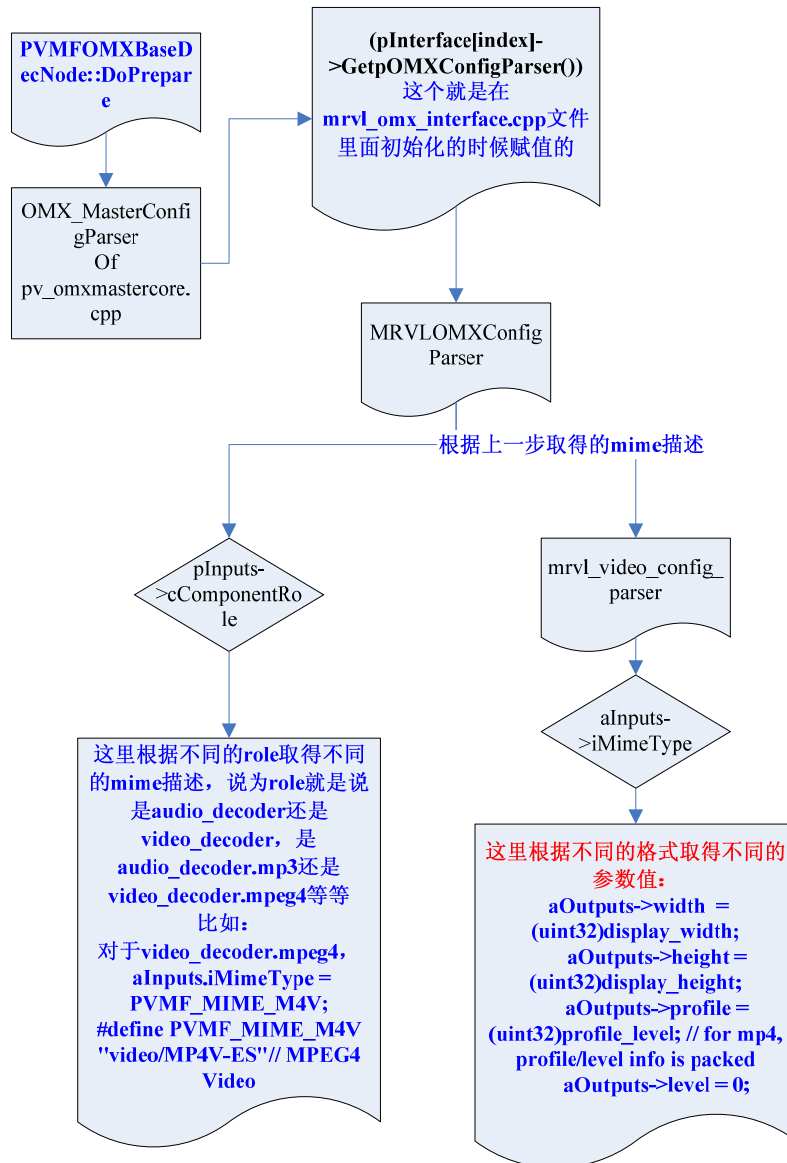 PVMFOMXBaseD
ecNode::DoPrepar
e
(pInterface[index]-
>GetpOMXConfigParser())
这个就是在
mrvl_omx_interface.cpp文件
里面初始化的时候赋值的
OMX_MasterConfi
gParser
Of
pv_omxmastercore.
cpp
MRVLOMXConfig
Parser
根据上一步取得的mime描述
pInputs-
>cComponentRo
le
mrvl_video_config_
parser
aInputs-
>iMimeType
这里根据不同的role取得不同
的mime描述，说为role就是说
是audio_decoder还是
video_decoder，是
audio_decoder.mp3还是
video_decoder.mpeg4等等
比如：
对于video_decoder.mpeg4，
aInputs.iMimeType =
PVMF_MIME_M4V;
#define PVMF_MIME_M4V
"video/MP4V-ES"// MPEG4
Video
这里根据不同的格式取得不同的
参数值：
aOutputs->width =
(uint32)display_width;
aOutputs->height =
(uint32)display_height;
aOutputs->profile =
(uint32)profile_level; // for mp4,
profile/level info is packed
aOutputs->level = 0;